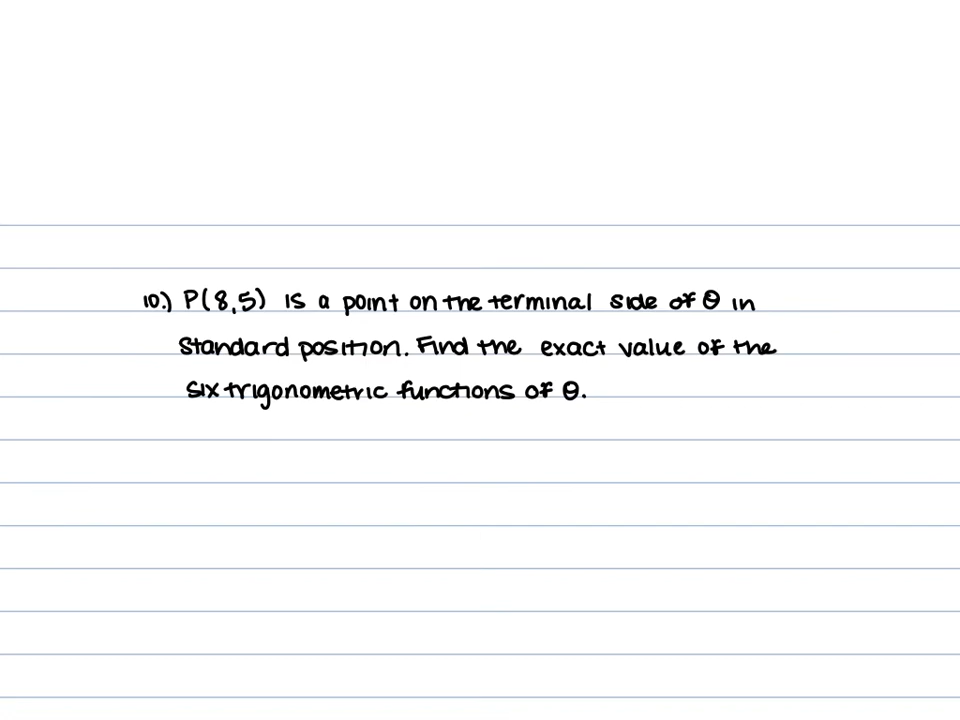 10.) P(8,5) is a point on the terminal side of θ in
standard position. Find the exact value of the
six trigonometric functions of θ.